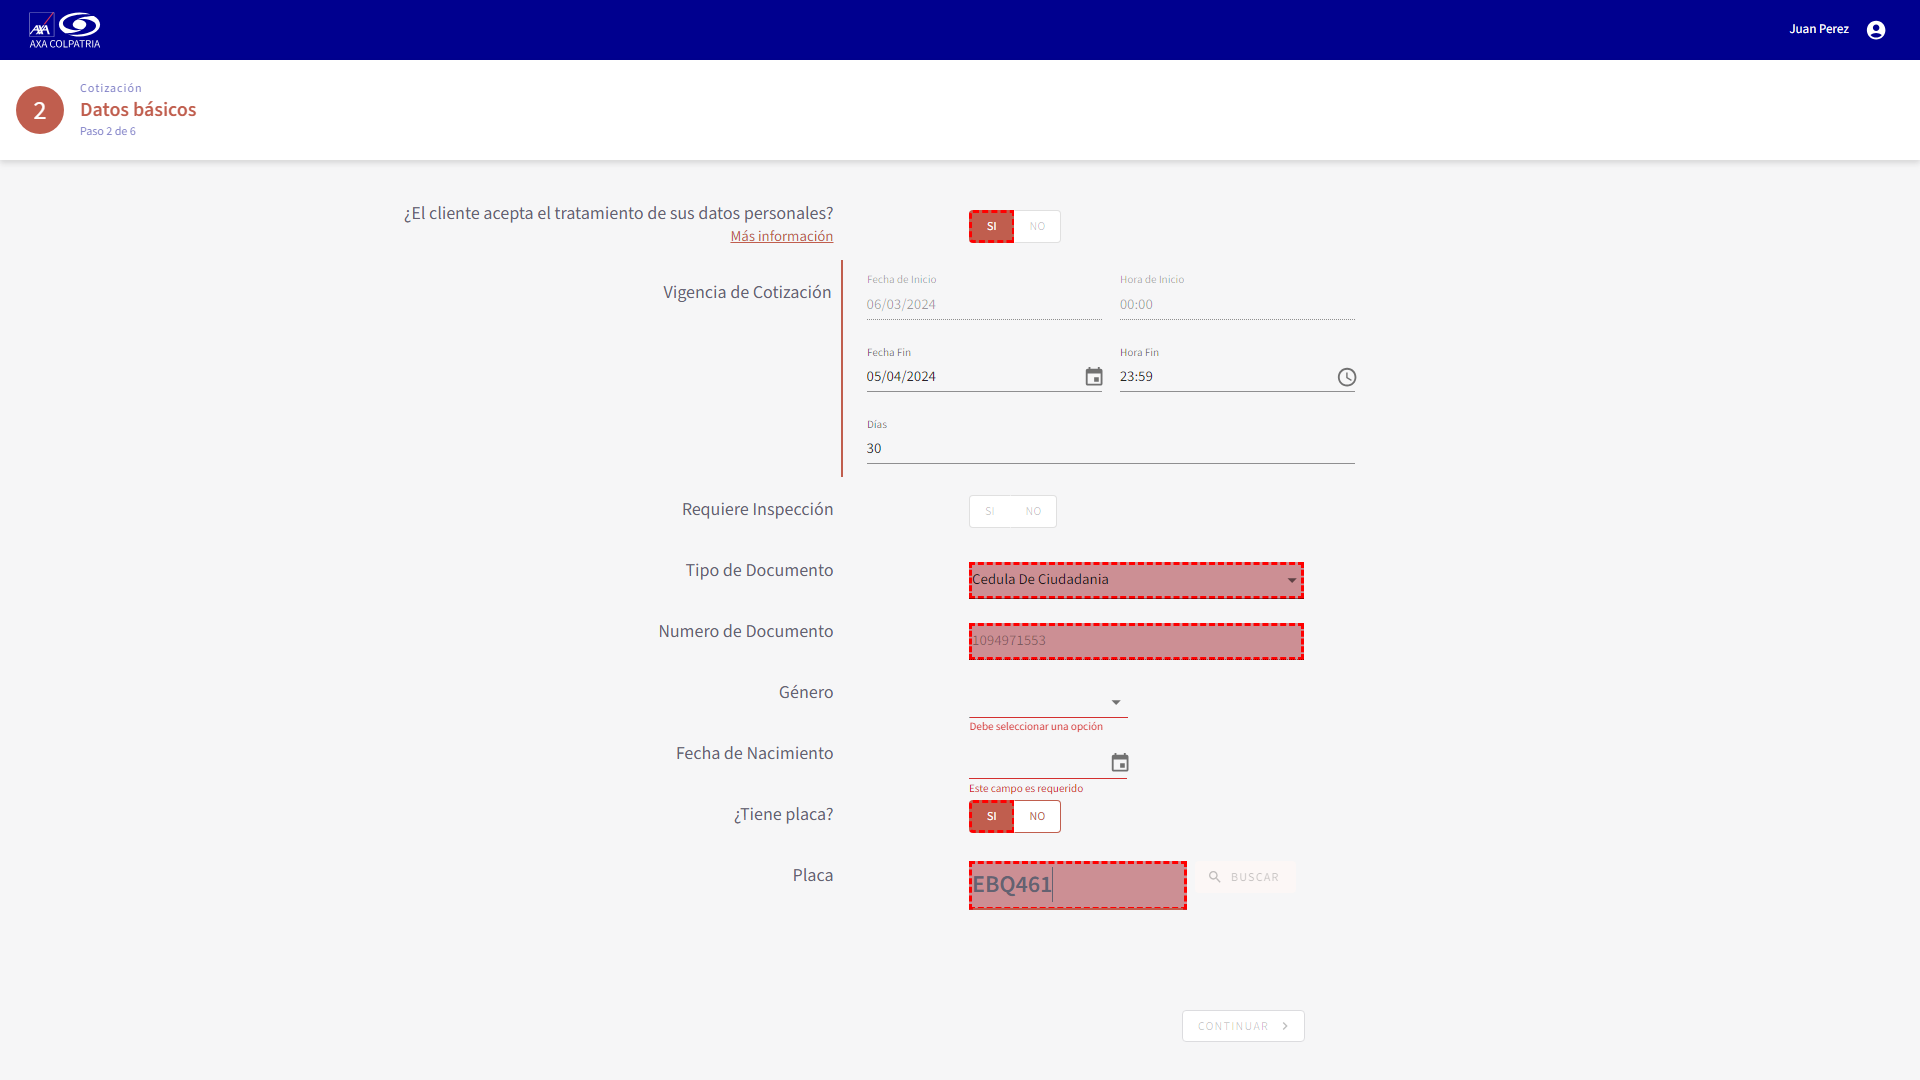 AXA
AXA COLPATRIA
Juan Perez
2
Cotización
Datos básicos
Paso 2 de 6
¿El cliente acepta el tratamiento de sus datos personales?
Más información
SI NO
Vigencia de Cotización
Fecha de Inicio Hora de Inicio
06/03/2024 00:00
Fecha Fin Hora Fin
05/04/2024 23:59
Días
30
Requiere Inspección SI NO
Tipo de Documento Cedula De Ciudadania
Numero de Documento 1094971553
Género
Debe seleccionar una opción
Fecha de Nacimiento
Este campo es requerido
¿Tiene placa? SI NO
Placa EBQ461 BUSCAR
CONTINUAR